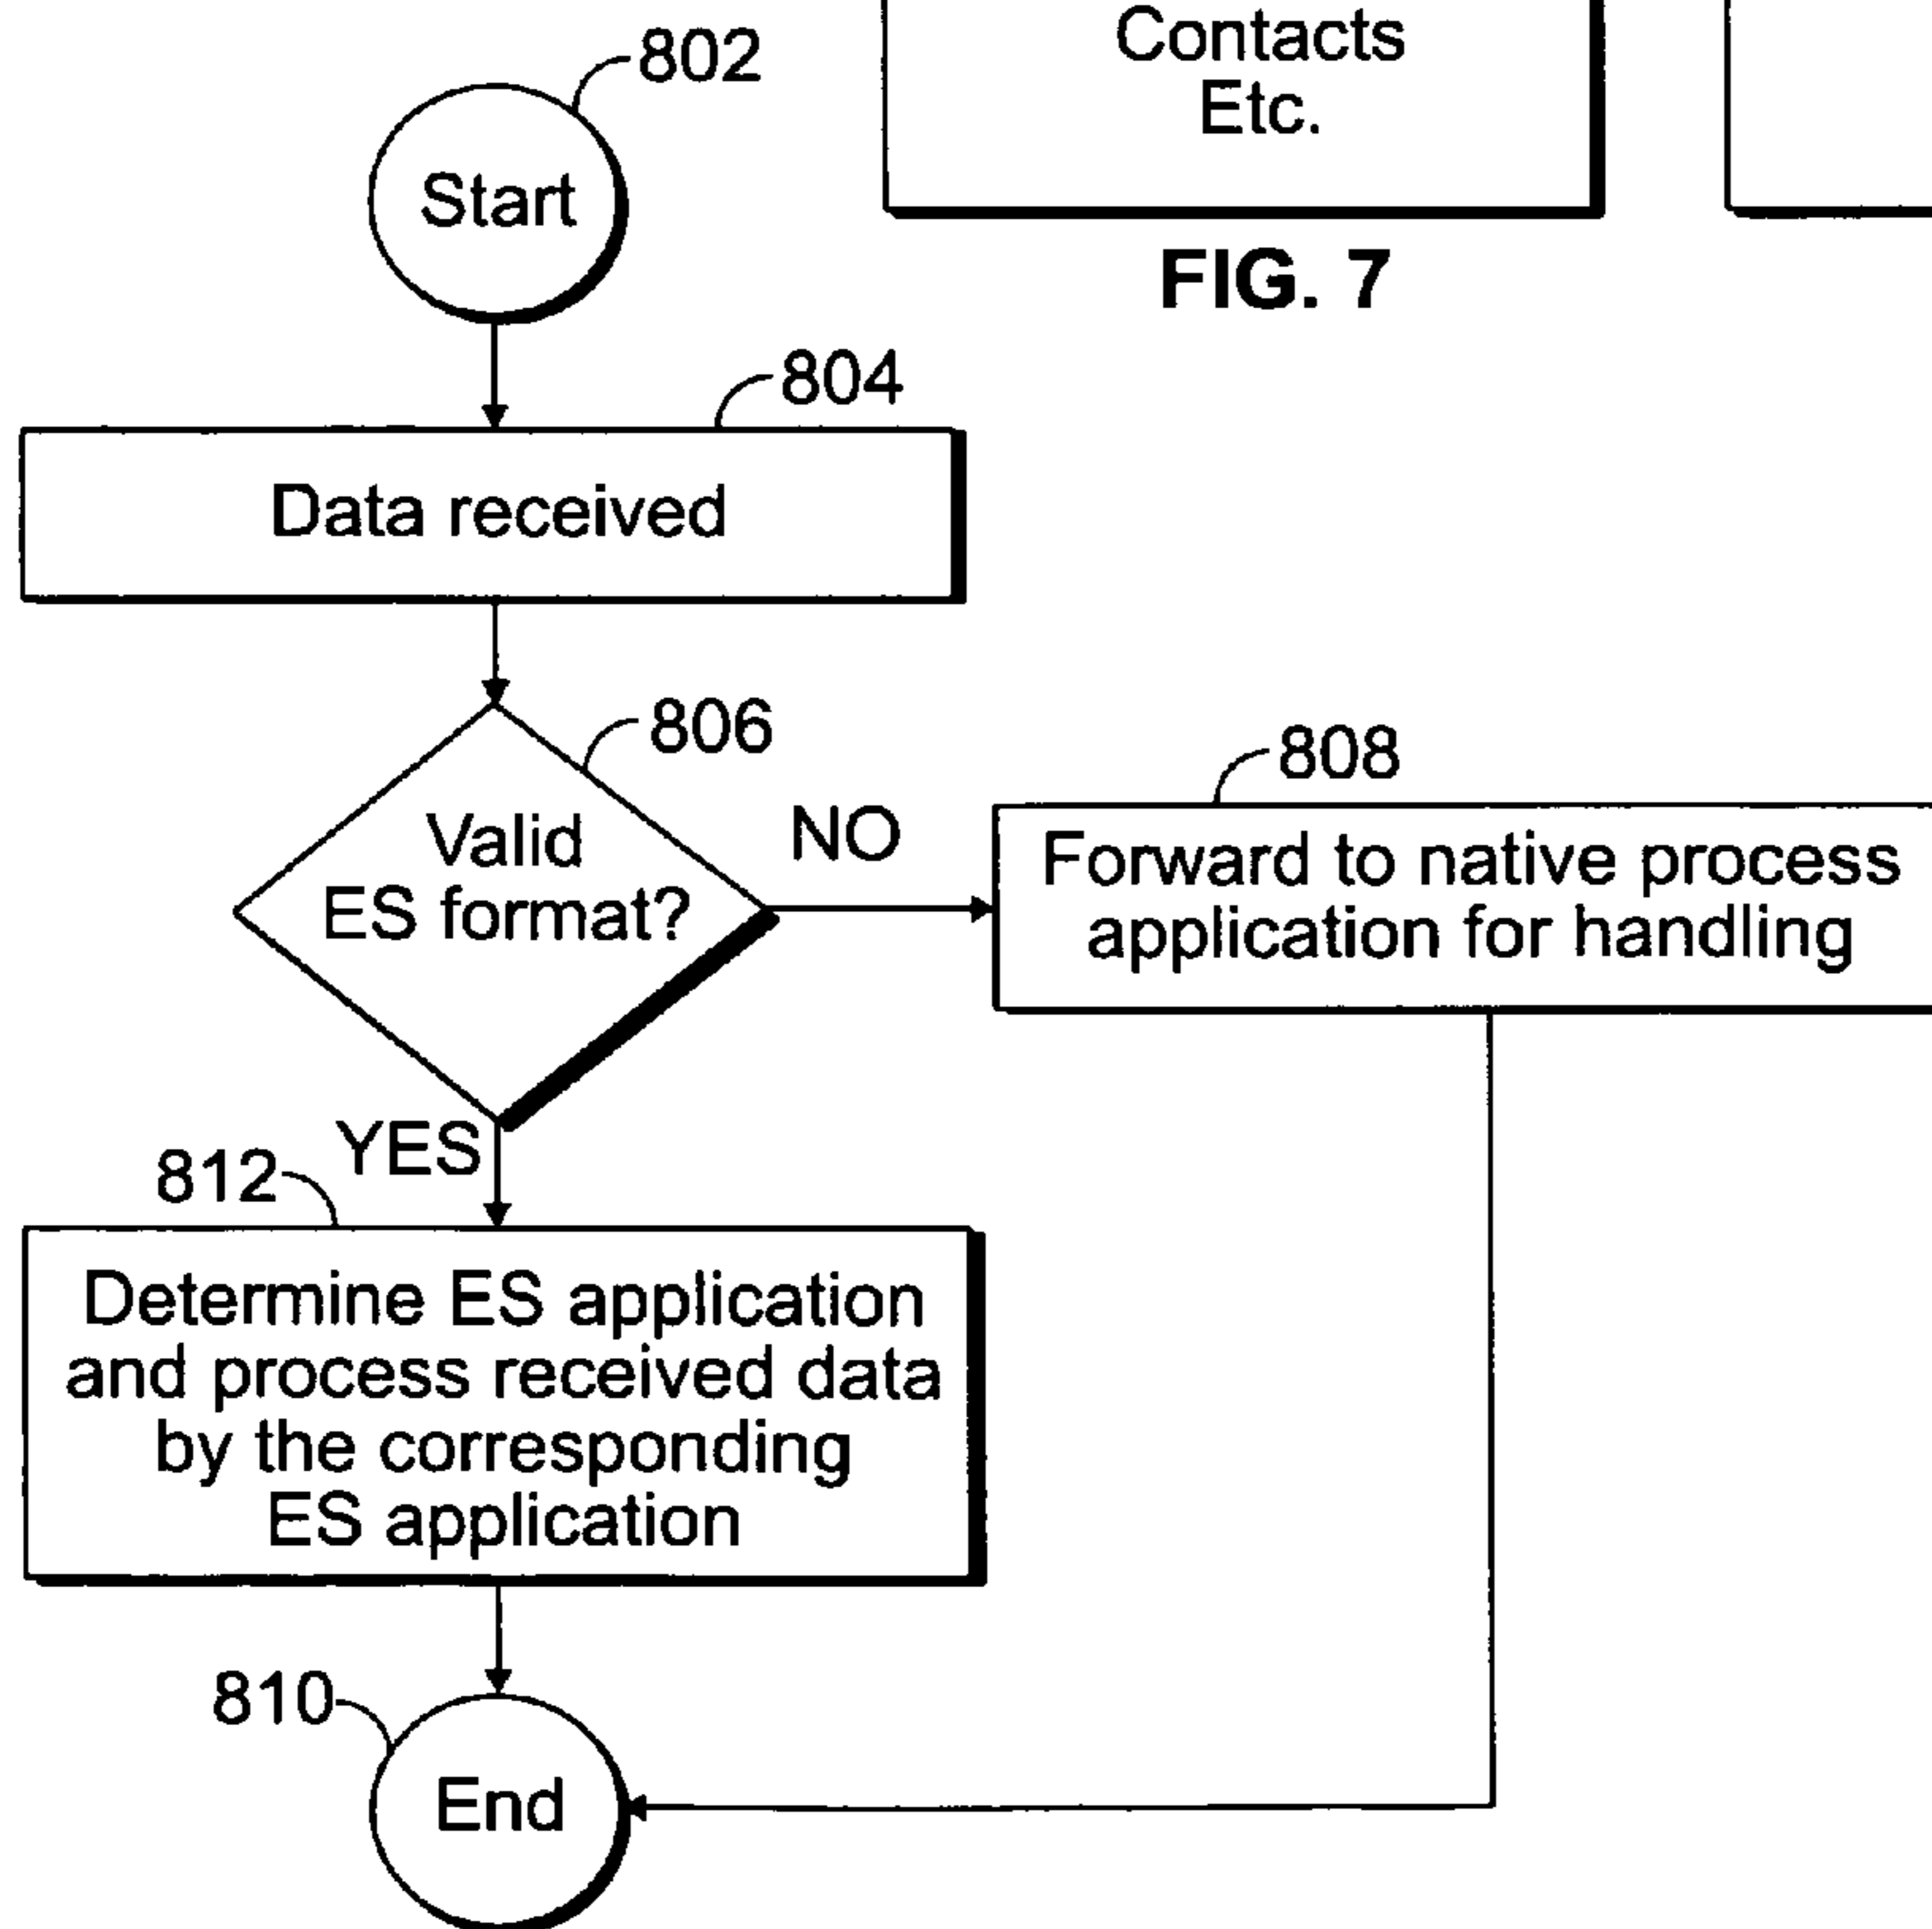 802
Start
Contacts
Etc.
FIG. 7
804
Data received
806
Valid
ES format?
NO
808
Forward to native process
application for handling
YES
812
Determine ES application
and process received data
by the corresponding
ES application
810
End